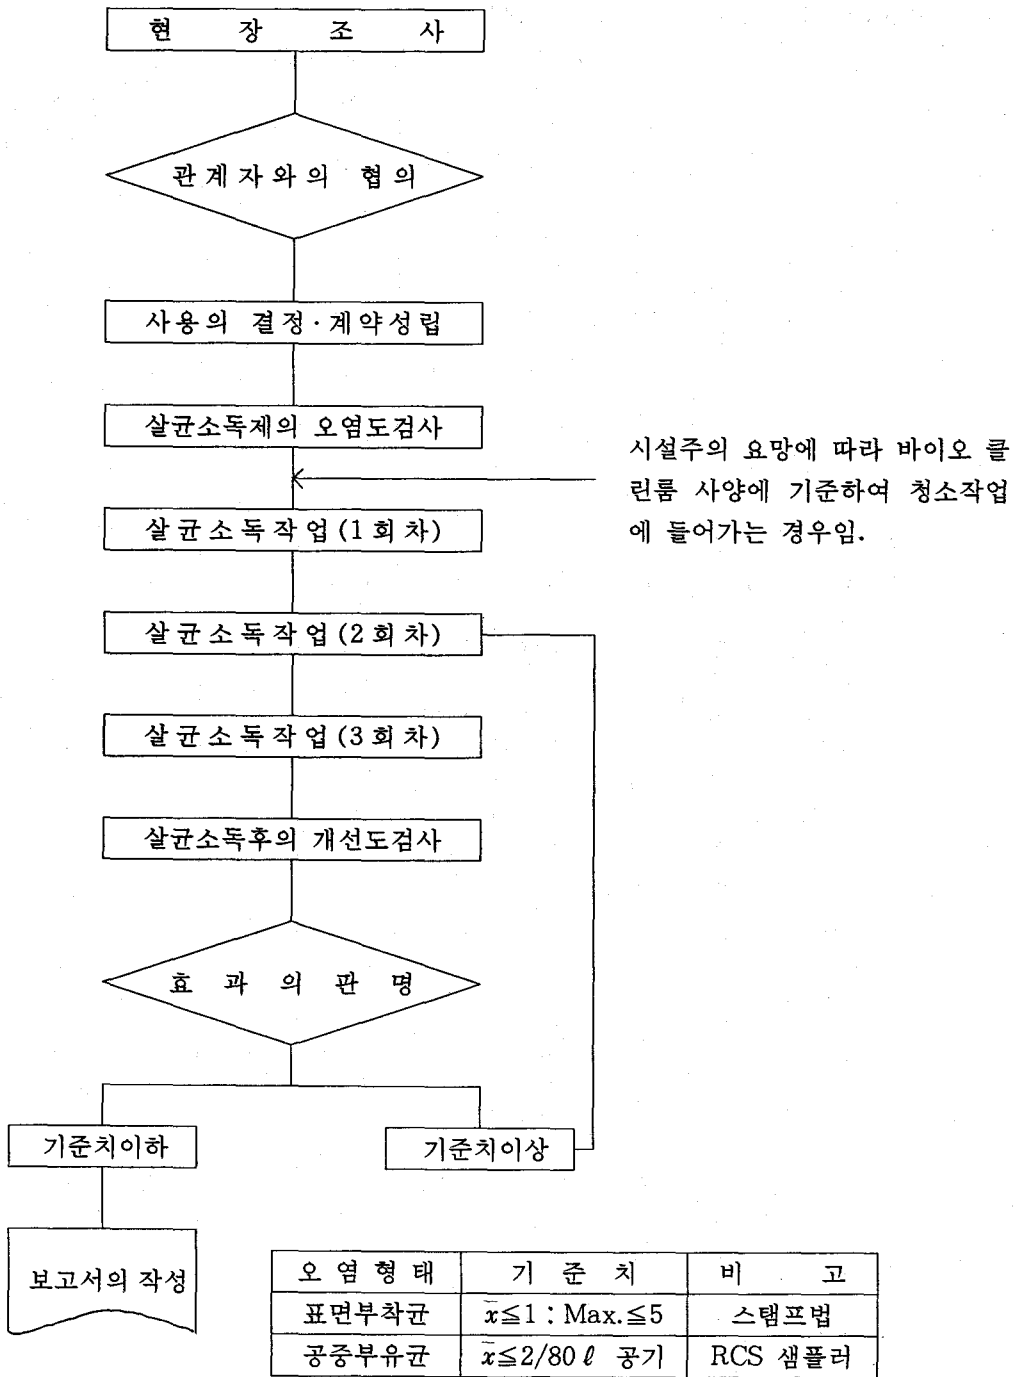 현 장 조 사
관계자와의 협의
사용의 결정·계약성립
살균소독제의 오염도검사
시설주의 요망에 따라 바이오 클
린룸 사양에 기준하여 청소작업
에 들어가는 경우임.
살균소독작업(1회차)
살균소독작업(2회차)
살균소독작업(3회차)
살균소독후의 개선도검사
효 과 의 판 명
기준치이하
기준치이상
보고서의 작성
오염형태 기 준 치 비 고
표면부착균 x̄≦1 : Max.≦5 스탬프법
공중부유균 x̄≦2/80ℓ 공기 RCS 샘플러